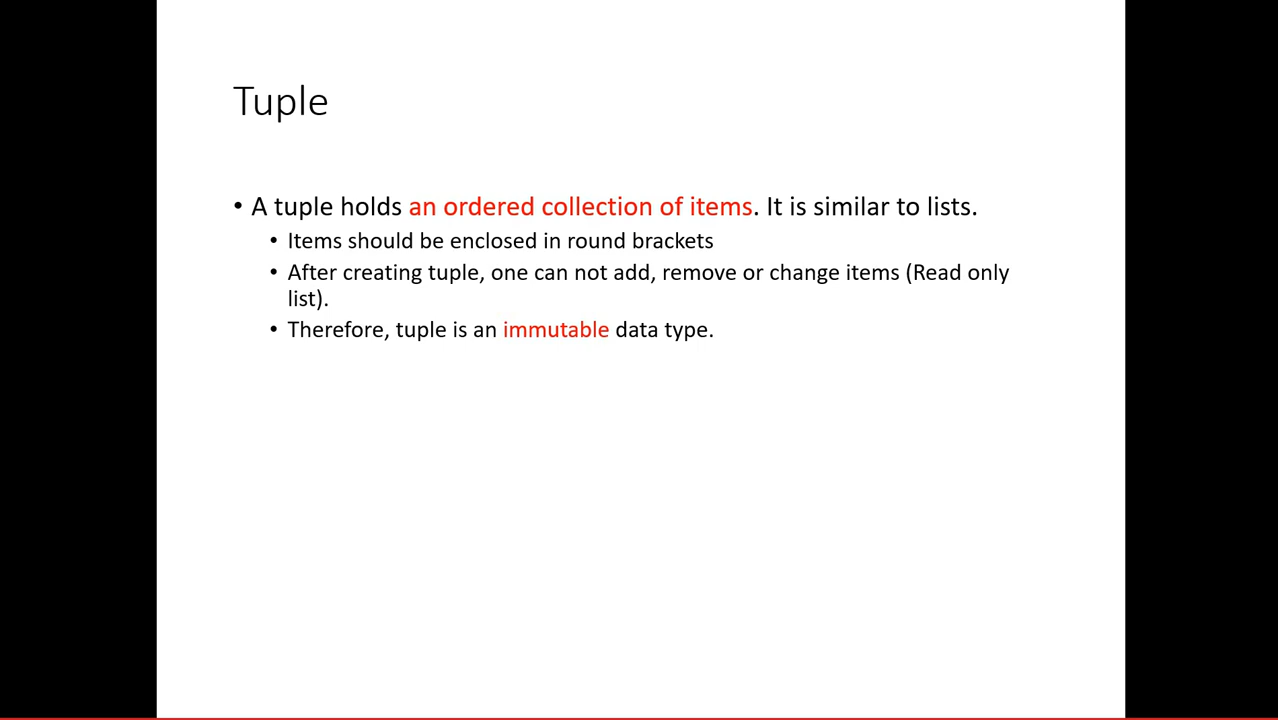 Tuple
• A tuple holds an ordered collection of items. It is similar to lists.
• Items should be enclosed in round brackets
• After creating tuple, one can not add, remove or change items (Read only
list).
• Therefore, tuple is an immutable data type.